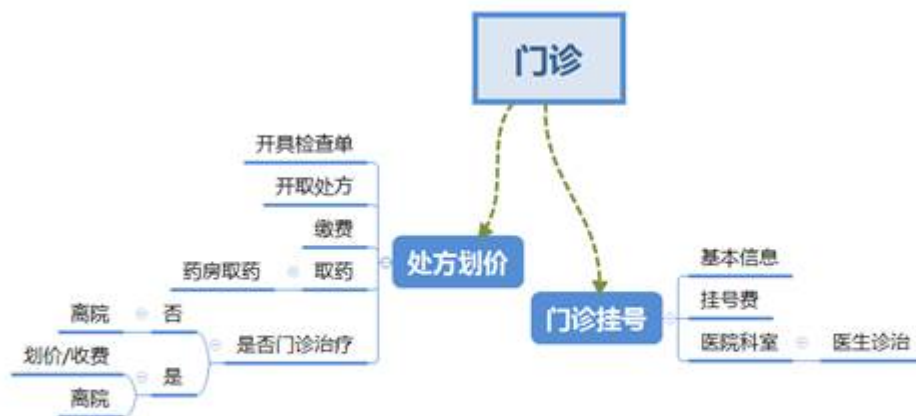 门诊
开具检查单
开取处方
缴费
药房取药 取药
处方划价
离院 否
划价/收费
是
离院
是否门诊治疗
门诊挂号
基本信息
挂号费
医院科室 医生诊治